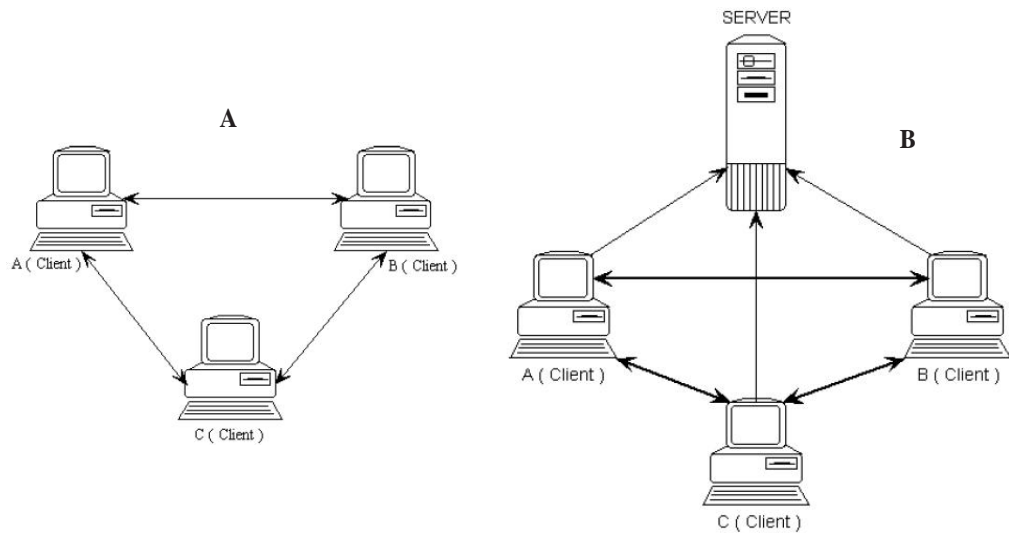 A
A ( Client )
B ( Client )
C ( Client )
SERVER
B
A ( Client )
B ( Client )
C ( Client )